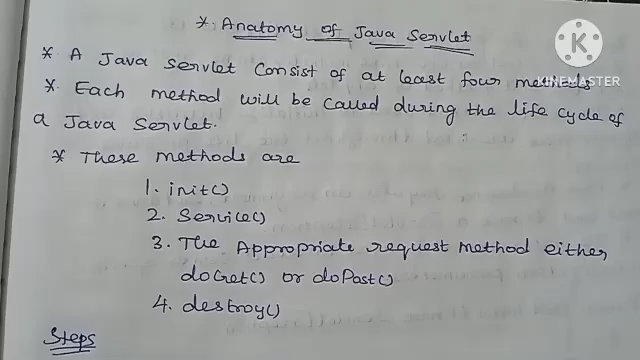 * Anatomy of Java Servlet
* A Java Servlet Consist of at least four methods
* Each method will be called during the life cycle of
a Java Servlet.
* These methods are
1. init()
2. Service()
3. The Appropriate request method either
doGet() or doPost()
4. destroy()
Steps
KINEMASTER